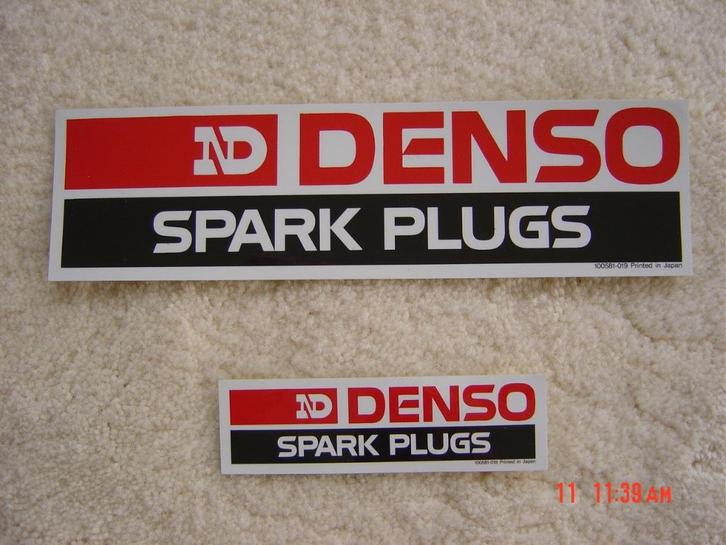 ND DENSO
SPARK PLUGS
100581-019 Printed in Japan
ND DENSO
SPARK PLUGS
Printed in Japan
11 11:39AM